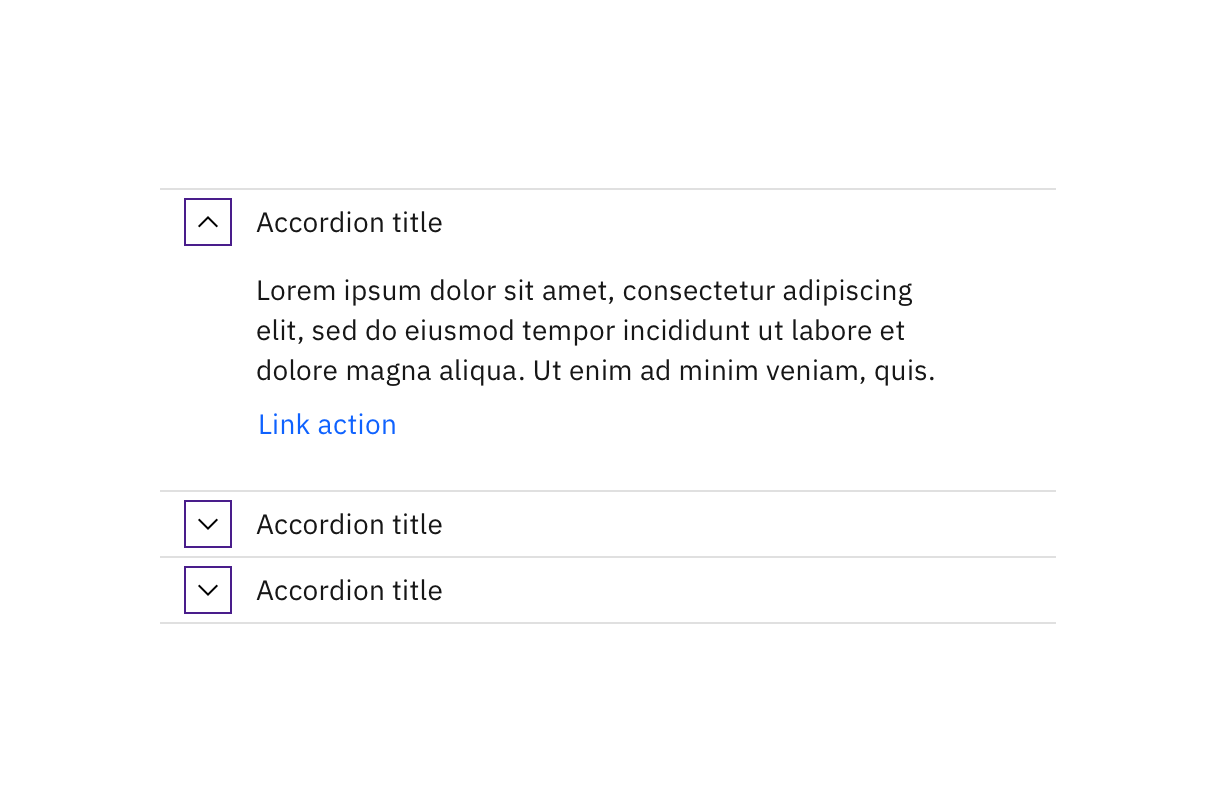 Accordion title
Lorem ipsum dolor sit amet, consectetur adipiscing
elit, sed do eiusmod tempor incididunt ut labore et
dolore magna aliqua. Ut enim ad minim veniam, quis.
Link action
Accordion title
Accordion title